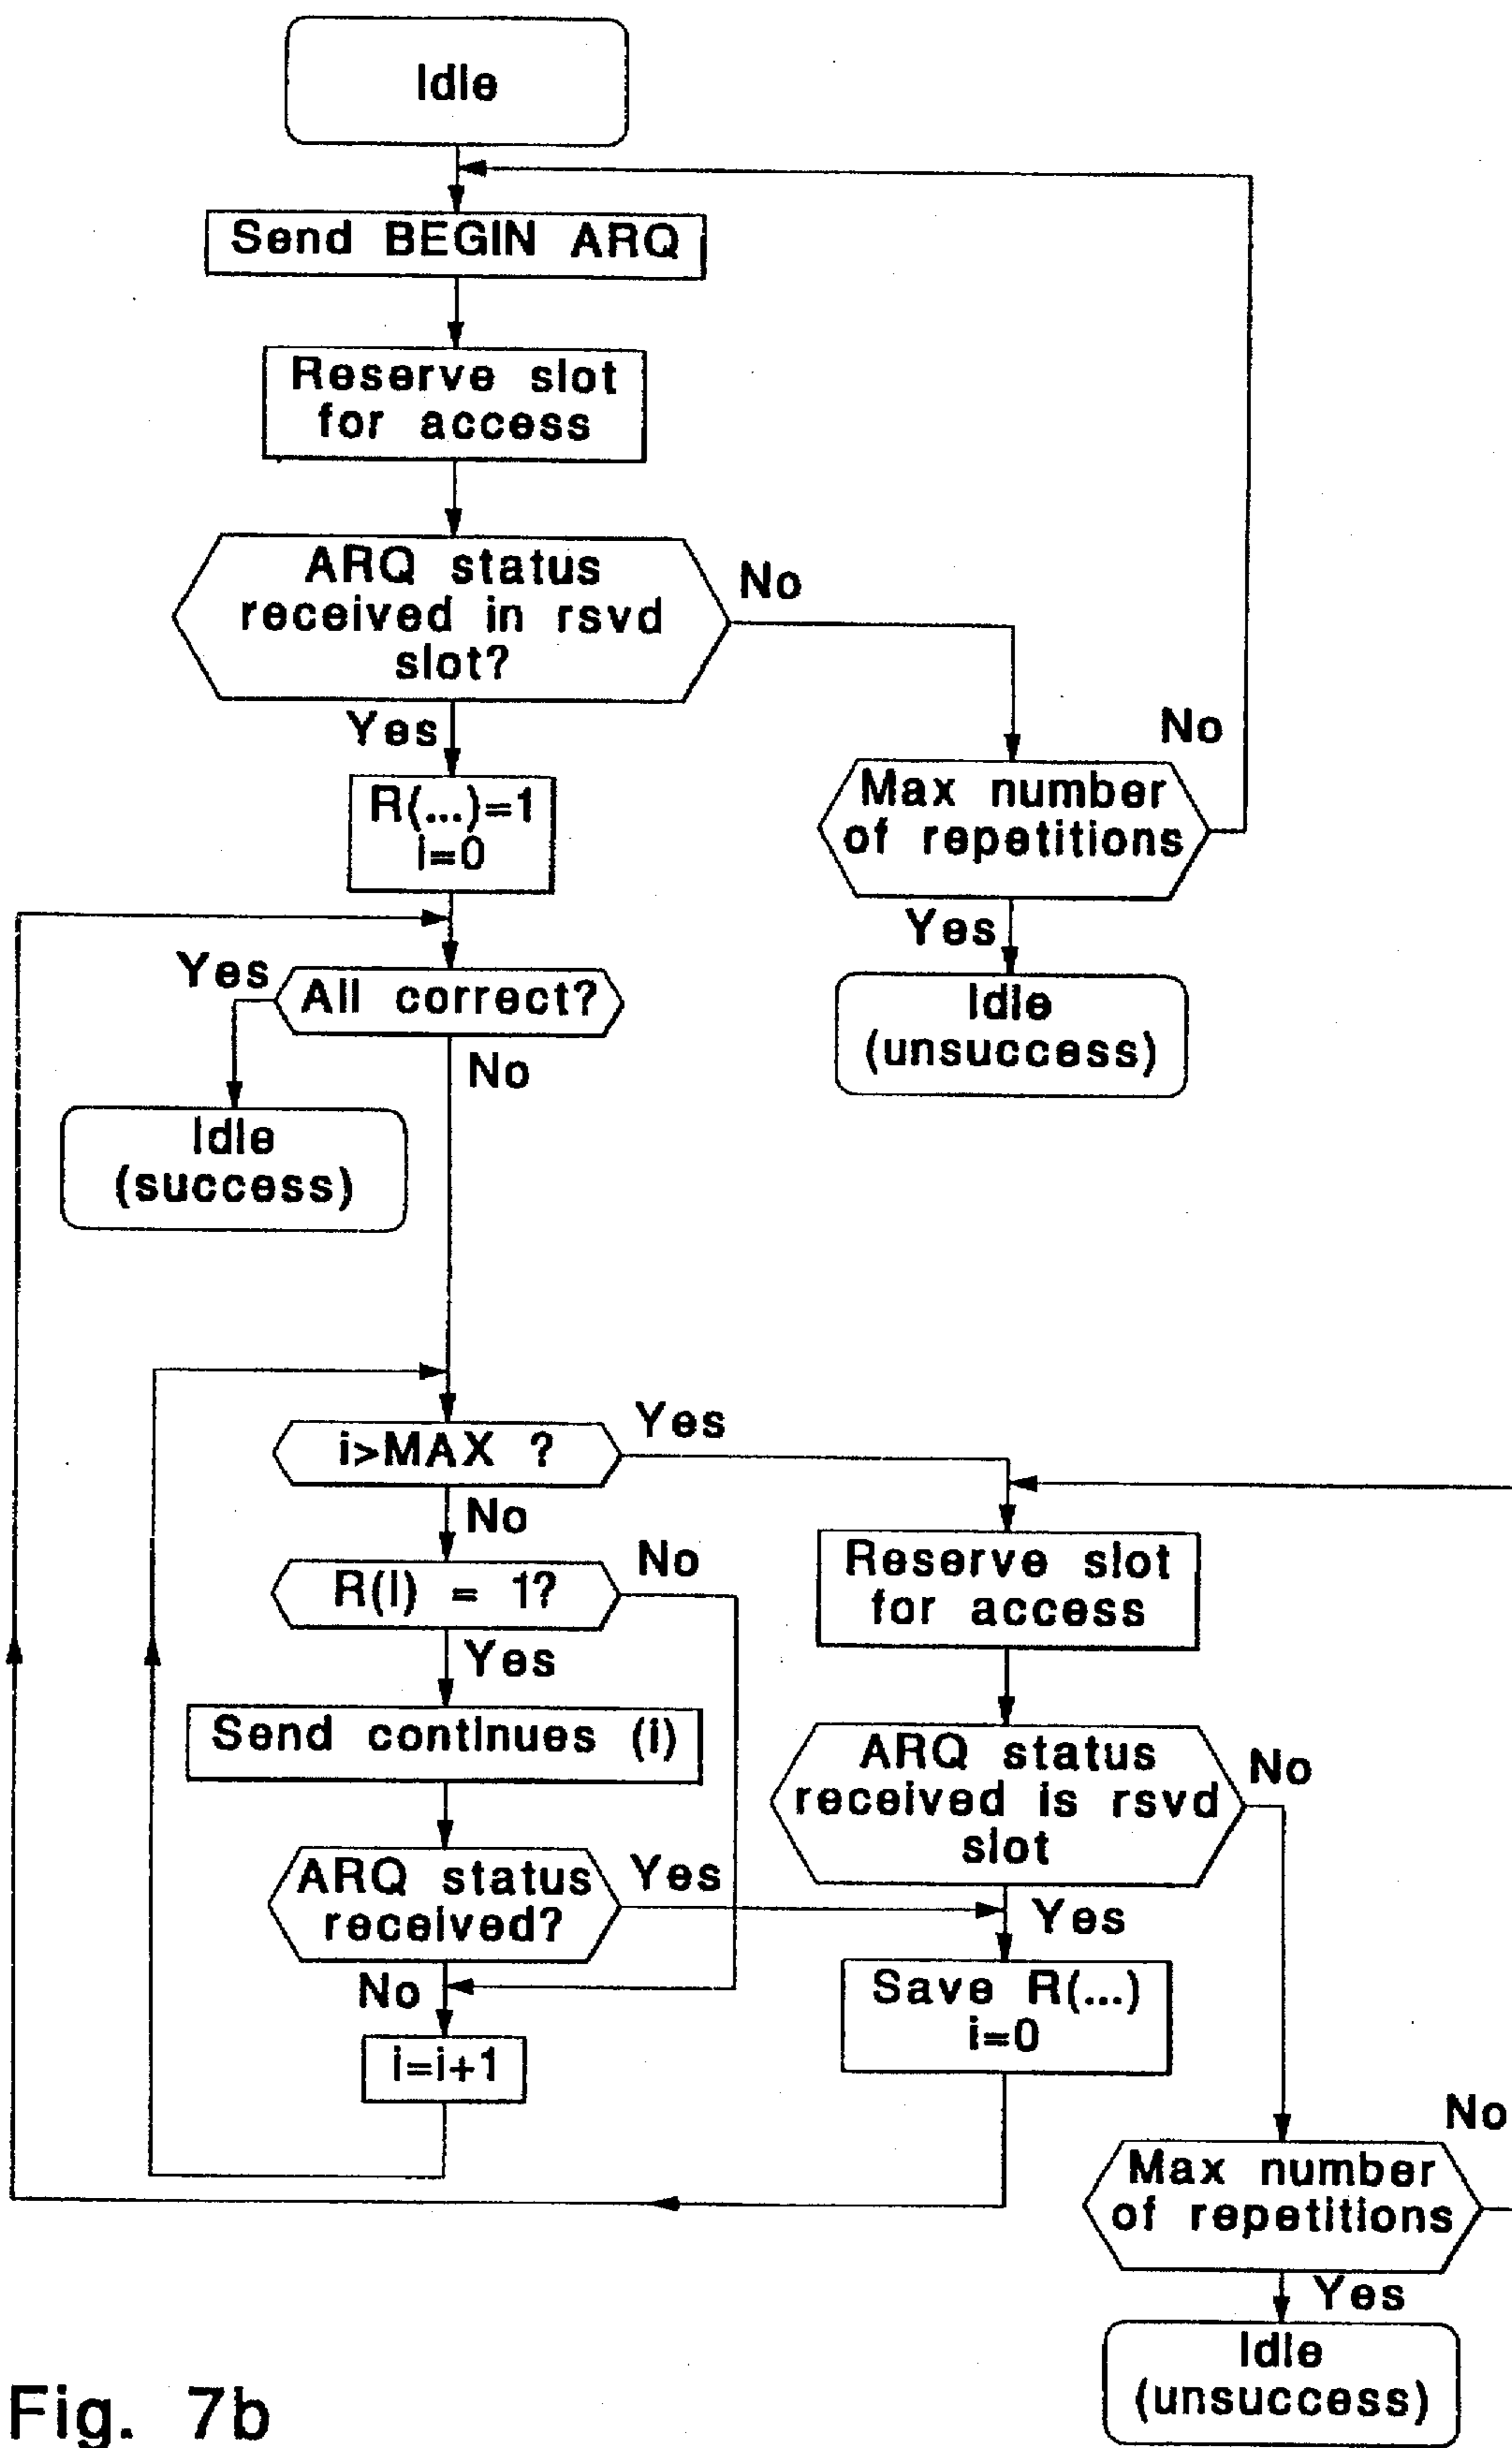 Idle
Send BEGIN ARQ
Reserve slot
for access
ARQ status
received in rsvd
slot?
No
Yes
R(...)=1
i=0
No
Max number
of repetitions
Yes
Idle
(unsuccess)
Yes
All correct?
No
Idle
(success)
i>MAX ?
Yes
No
R(I) = 1?
No
Yes
Reserve slot
for access
Send continues (i)
ARQ status
received is rsvd
slot
No
ARQ status
received?
Yes
Yes
No
Save R(...)
i=0
i=i+1
No
Max number
of repetitions
Yes
Idle
(unsuccess)
Fig. 7b